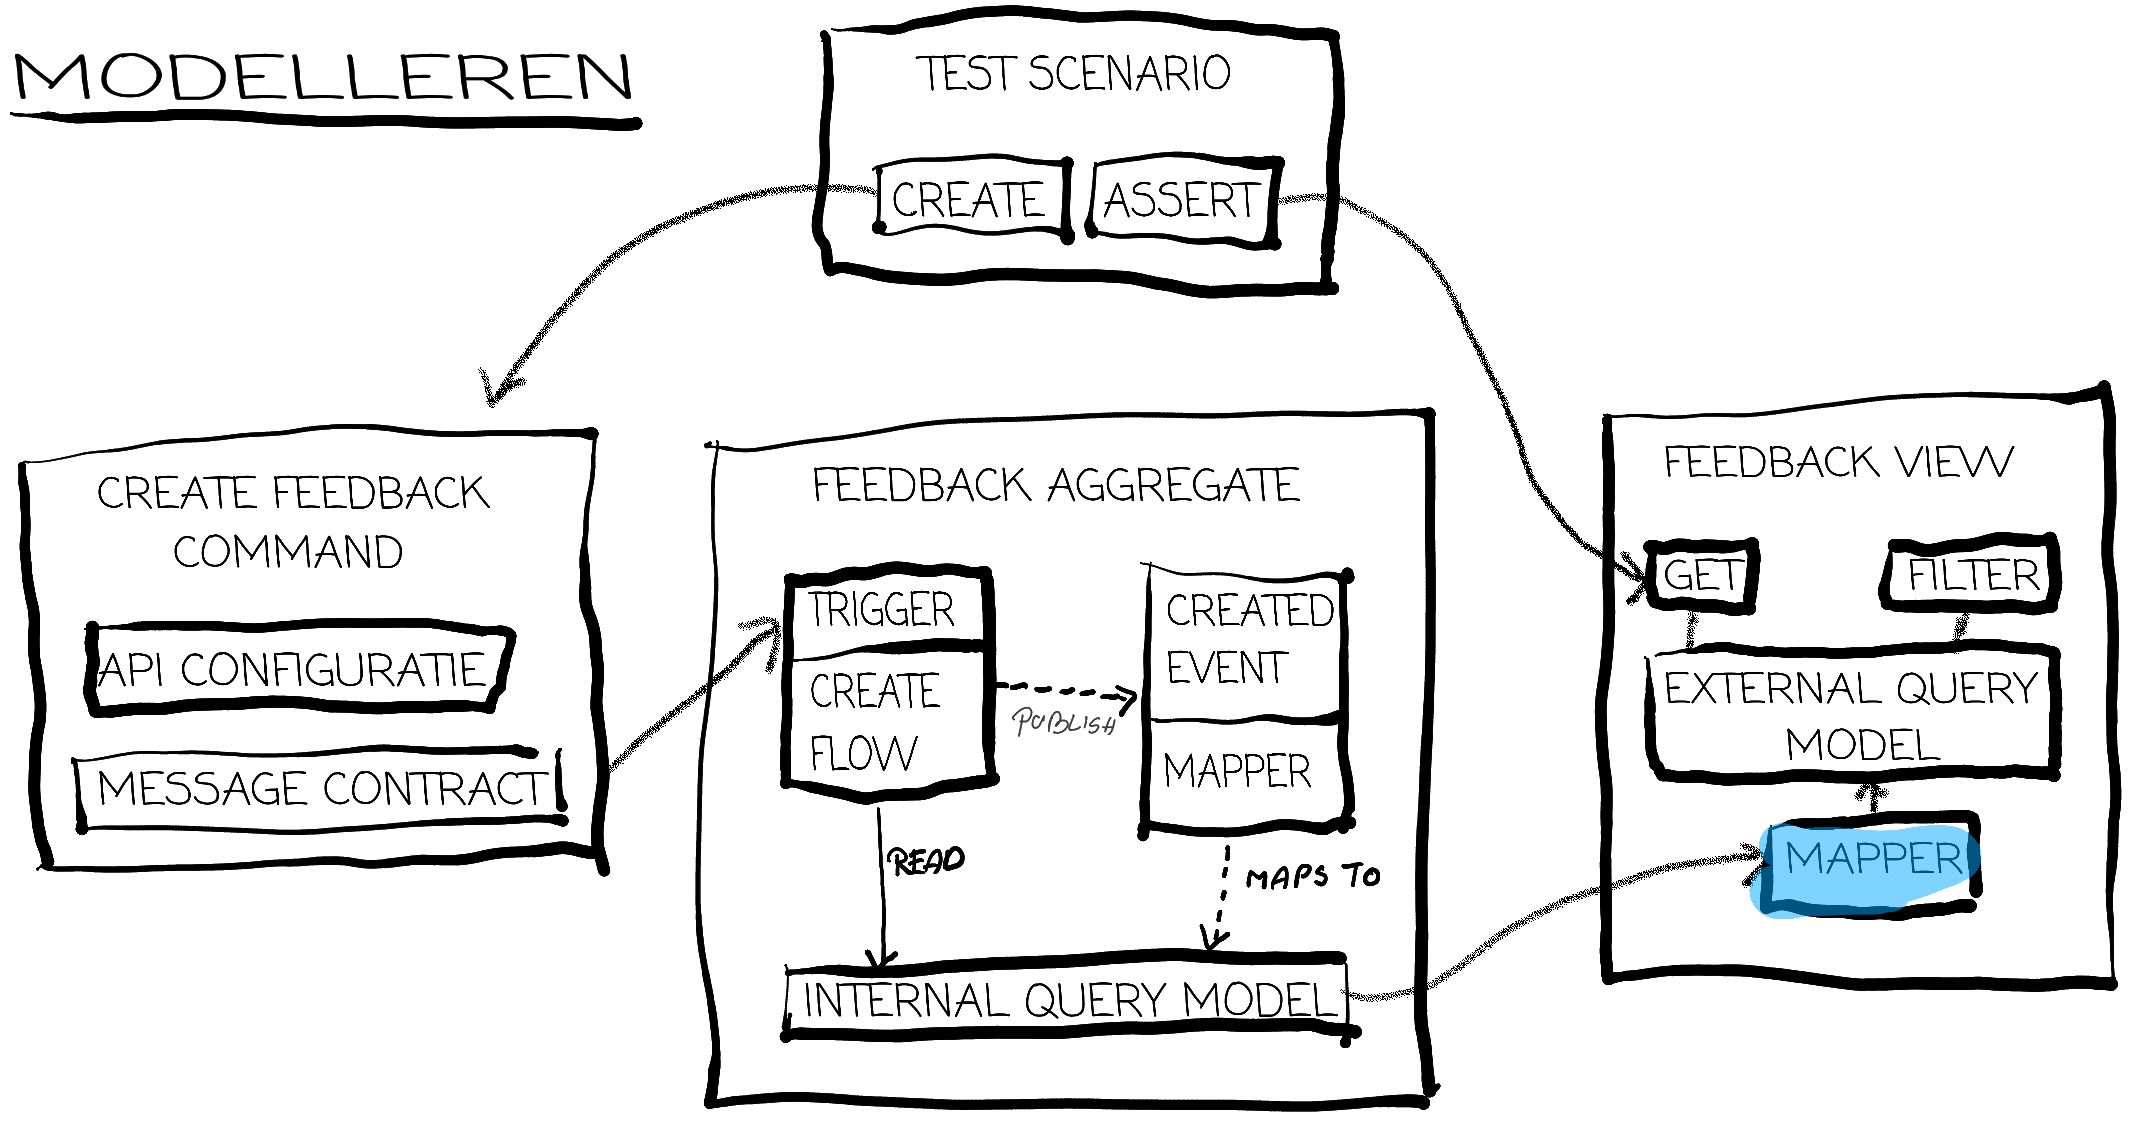 MODELLEREN
TEST SCENARIO
CREATE
ASSERT
CREATE FEEDBACK
COMMAND
API CONFIGURATIE
MESSAGE CONTRACT
FEEDBACK AGGREGATE
TRIGGER
CREATE
FLOW
PUBLISH
CREATED
EVENT
MAPPER
READ
MAPS TO
INTERNAL QUERY MODEL
FEEDBACK VIEW
GET
FILTER
EXTERNAL QUERY
MODEL
MAPPER